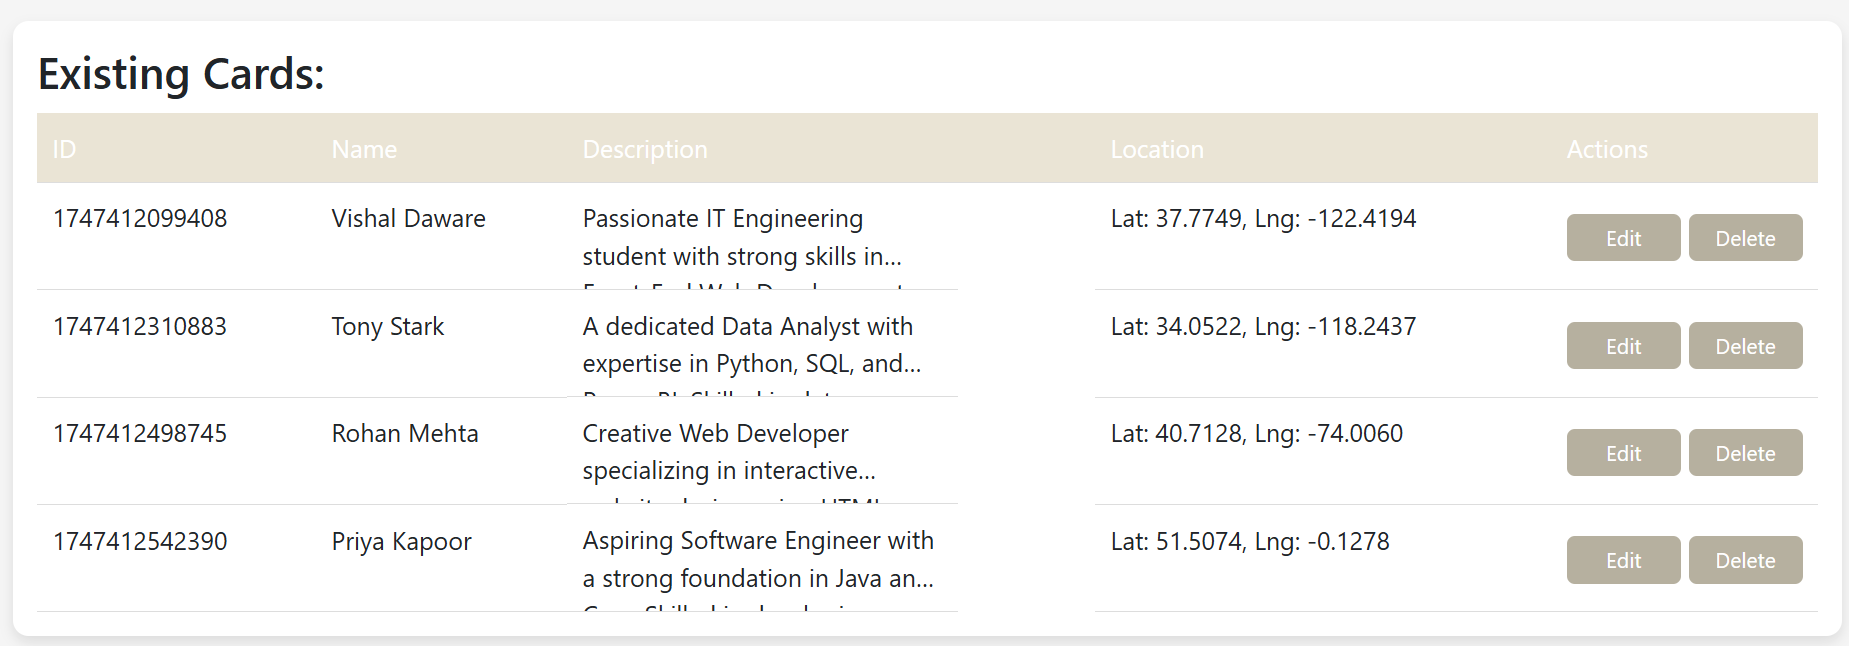 Existing Cards:
ID Name Description Location Actions
1747412099408 Vishal Daware Passionate IT Engineering Lat: 37.7749, Lng: -122.4194 Edit Delete
student with strong skills in...
1747412310883 Tony Stark A dedicated Data Analyst with Lat: 34.0522, Lng: -118.2437 Edit Delete
expertise in Python, SQL, and...
1747412498745 Rohan Mehta Creative Web Developer Lat: 40.7128, Lng: -74.0060 Edit Delete
specializing in interactive...
1747412542390 Priya Kapoor Aspiring Software Engineer with Lat: 51.5074, Lng: -0.1278 Edit Delete
a strong foundation in Java an...